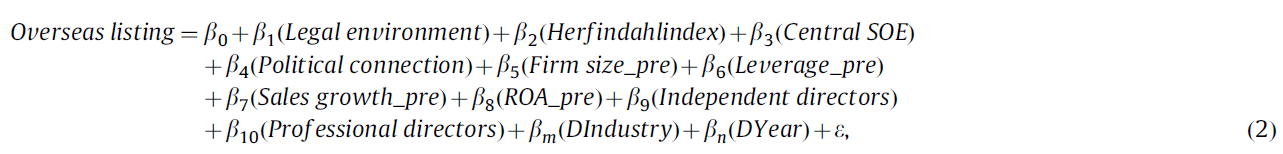 Overseas listing = β0 + β1(Legal environment) + β2(Herfindahlindex) + β3(Central SOE)
+ β4(Political connection) + β5(Firm size_pre) + β6(Leverage_pre)
+ β7(Sales growth_pre) + β8(ROA_pre) + β9(Independent directors)
+ β10(Professional directors) + βm(DIndustry) + βn(DYear) + ε, (2)